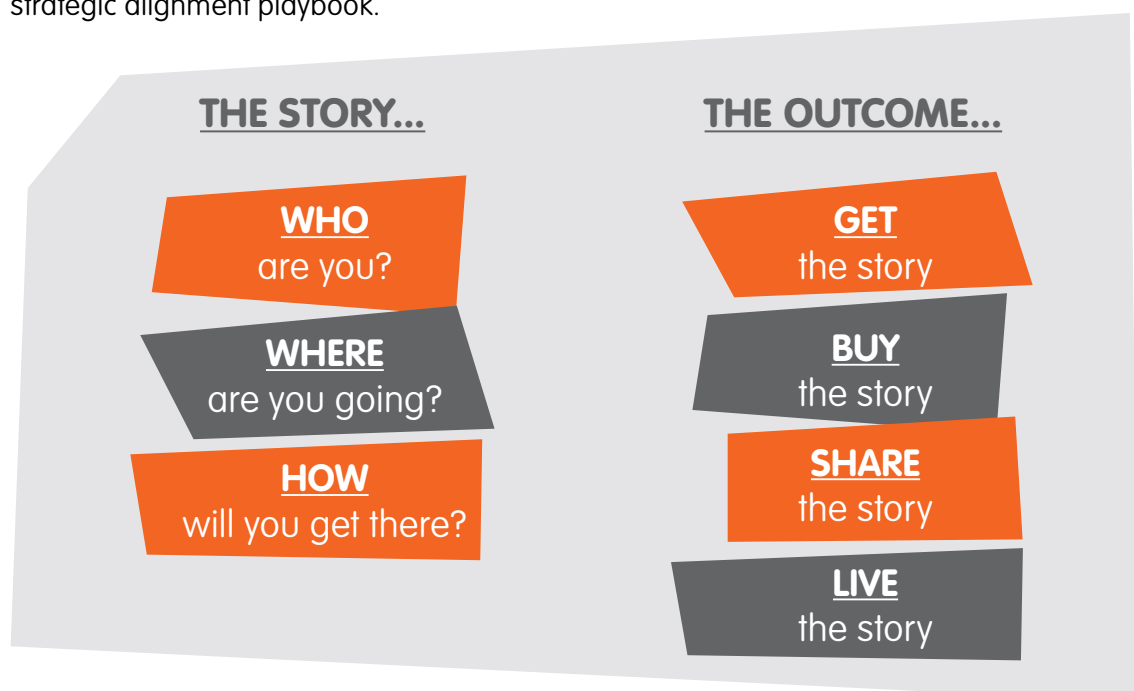 strategic alignment playbook.
THE STORY...
WHO
are you?
WHERE
are you going?
HOW
will you get there?
THE OUTCOME...
GET
the story
BUY
the story
SHARE
the story
LIVE
the story